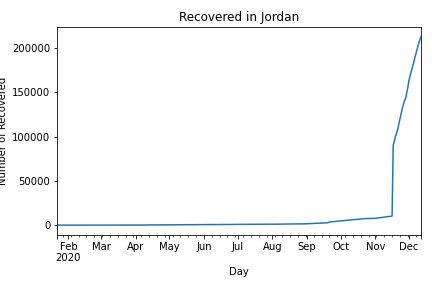 Recovered in Jordan
Number of Recovered
200000
150000
100000
50000
0
Feb Mar Apr May Jun Jul Aug Sep Oct Nov Dec
2020
Day